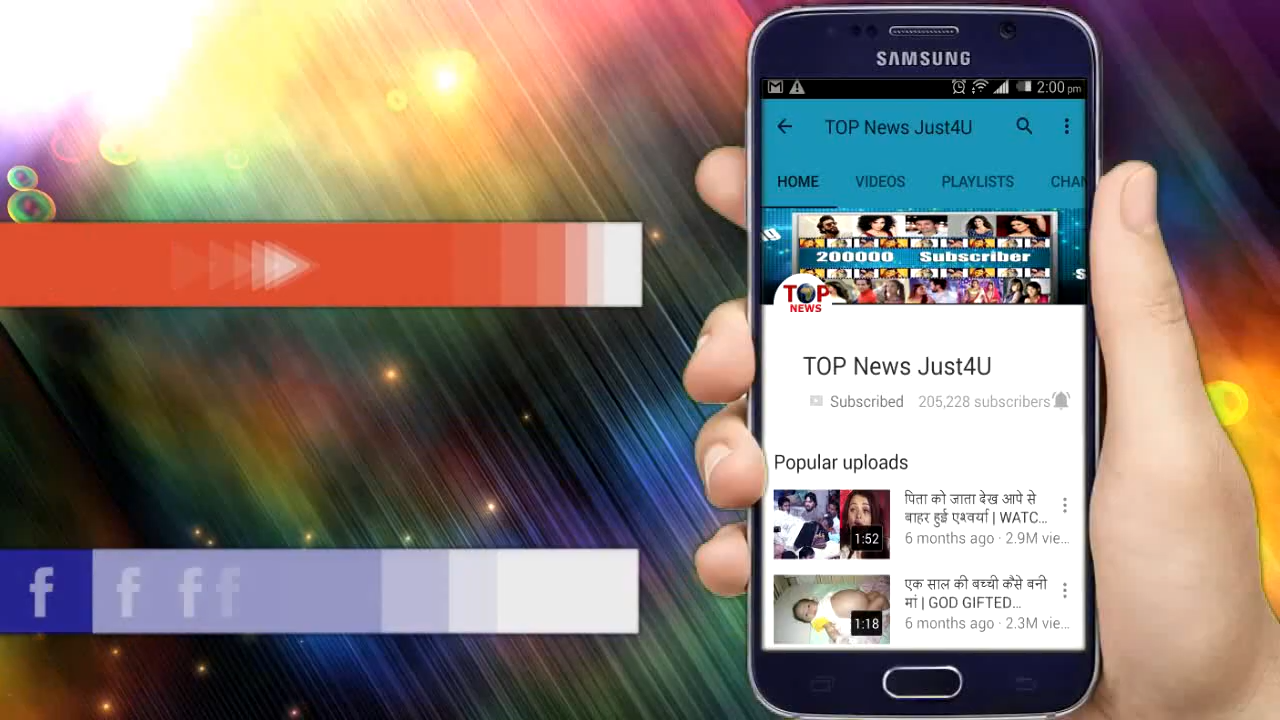 SAMSUNG
2:00 pm
TOP News Just4U
HOME VIDEOS PLAYLISTS CHAN
200000 Subscriber
TOP
NEWS
TOP News Just4U
Subscribed 205,228 subscribers
Popular uploads
पिता को जाता देख आपे से
बाहर हुई एश्वर्या | WATC...
6 months ago · 2.9M vie...
1:52
एक साल की बच्ची कैसे बनी
मां | GOD GIFTED...
6 months ago · 2.3M vie...
1:18
f f f f